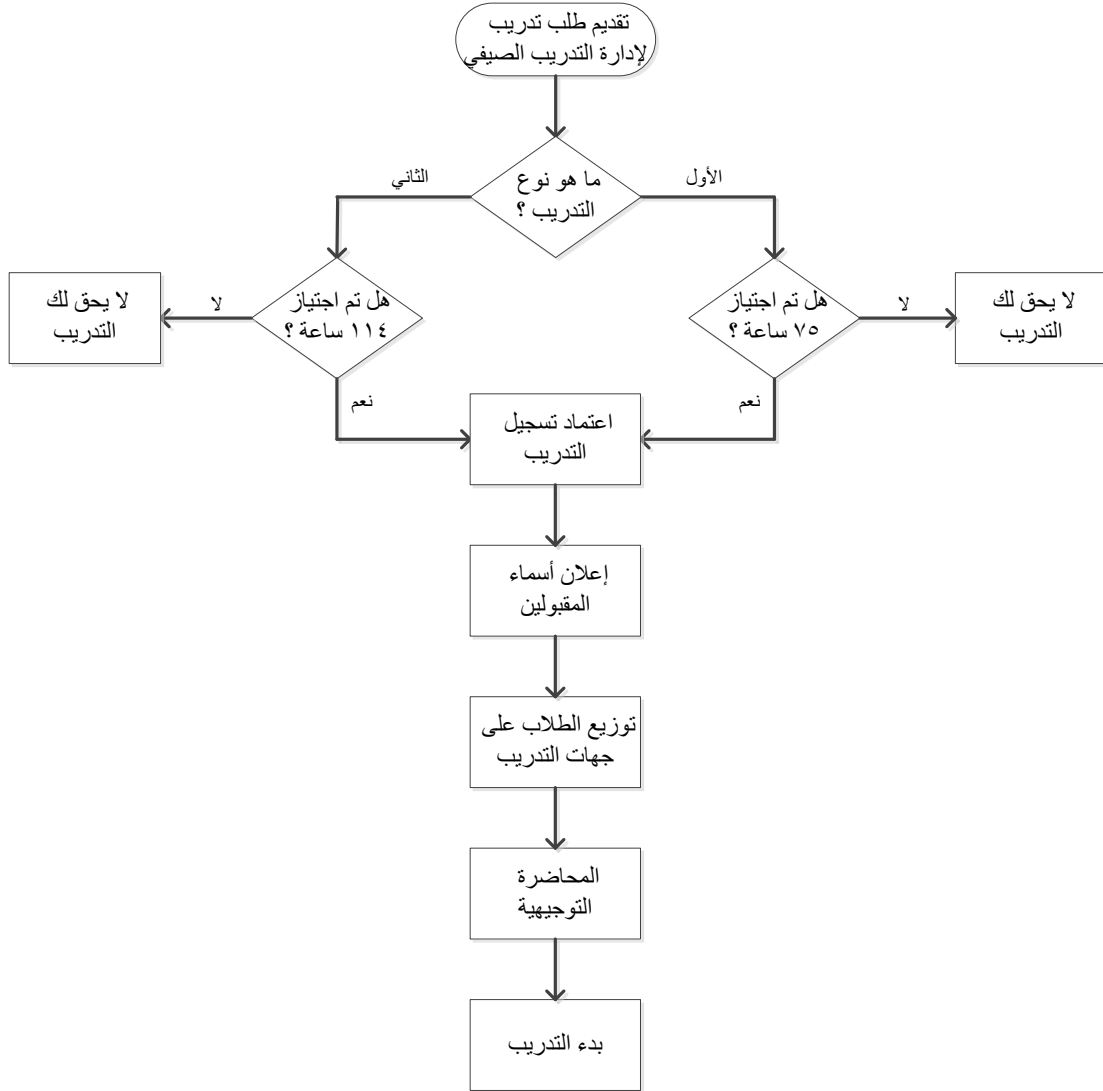 تقديم طلب تدريب
لإدارة التدريب الصيفي
ما هو نوع
التدريب ؟
الأول
الثاني
هل تم اجتياز
٧٥ ساعة ؟
لا
لا يحق لك
التدريب
نعم
هل تم اجتياز
١١٤ ساعة ؟
لا
لا يحق لك
التدريب
نعم
اعتماد تسجيل
التدريب
إعلان أسماء
المقبولين
توزيع الطلاب على
جهات التدريب
المحاضرة
التوجيهية
بدء التدريب